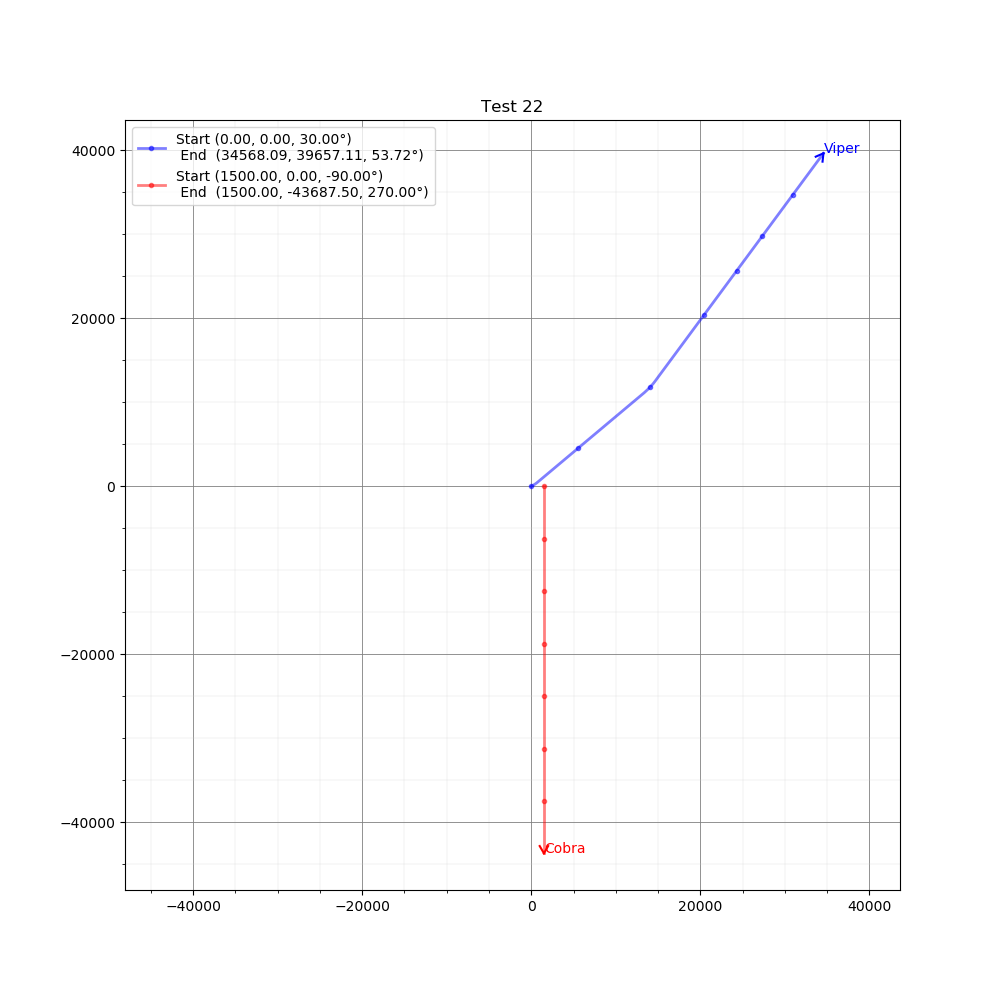 Test 22
Start (0.00, 0.00, 30.00°)
End (34568.09, 39657.11, 53.72°)
Start (1500.00, 0.00, -90.00°)
End (1500.00, -43687.50, 270.00°)
Viper
Cobra
40000
20000
0
−20000
−40000
−40000 −20000 0 20000 40000